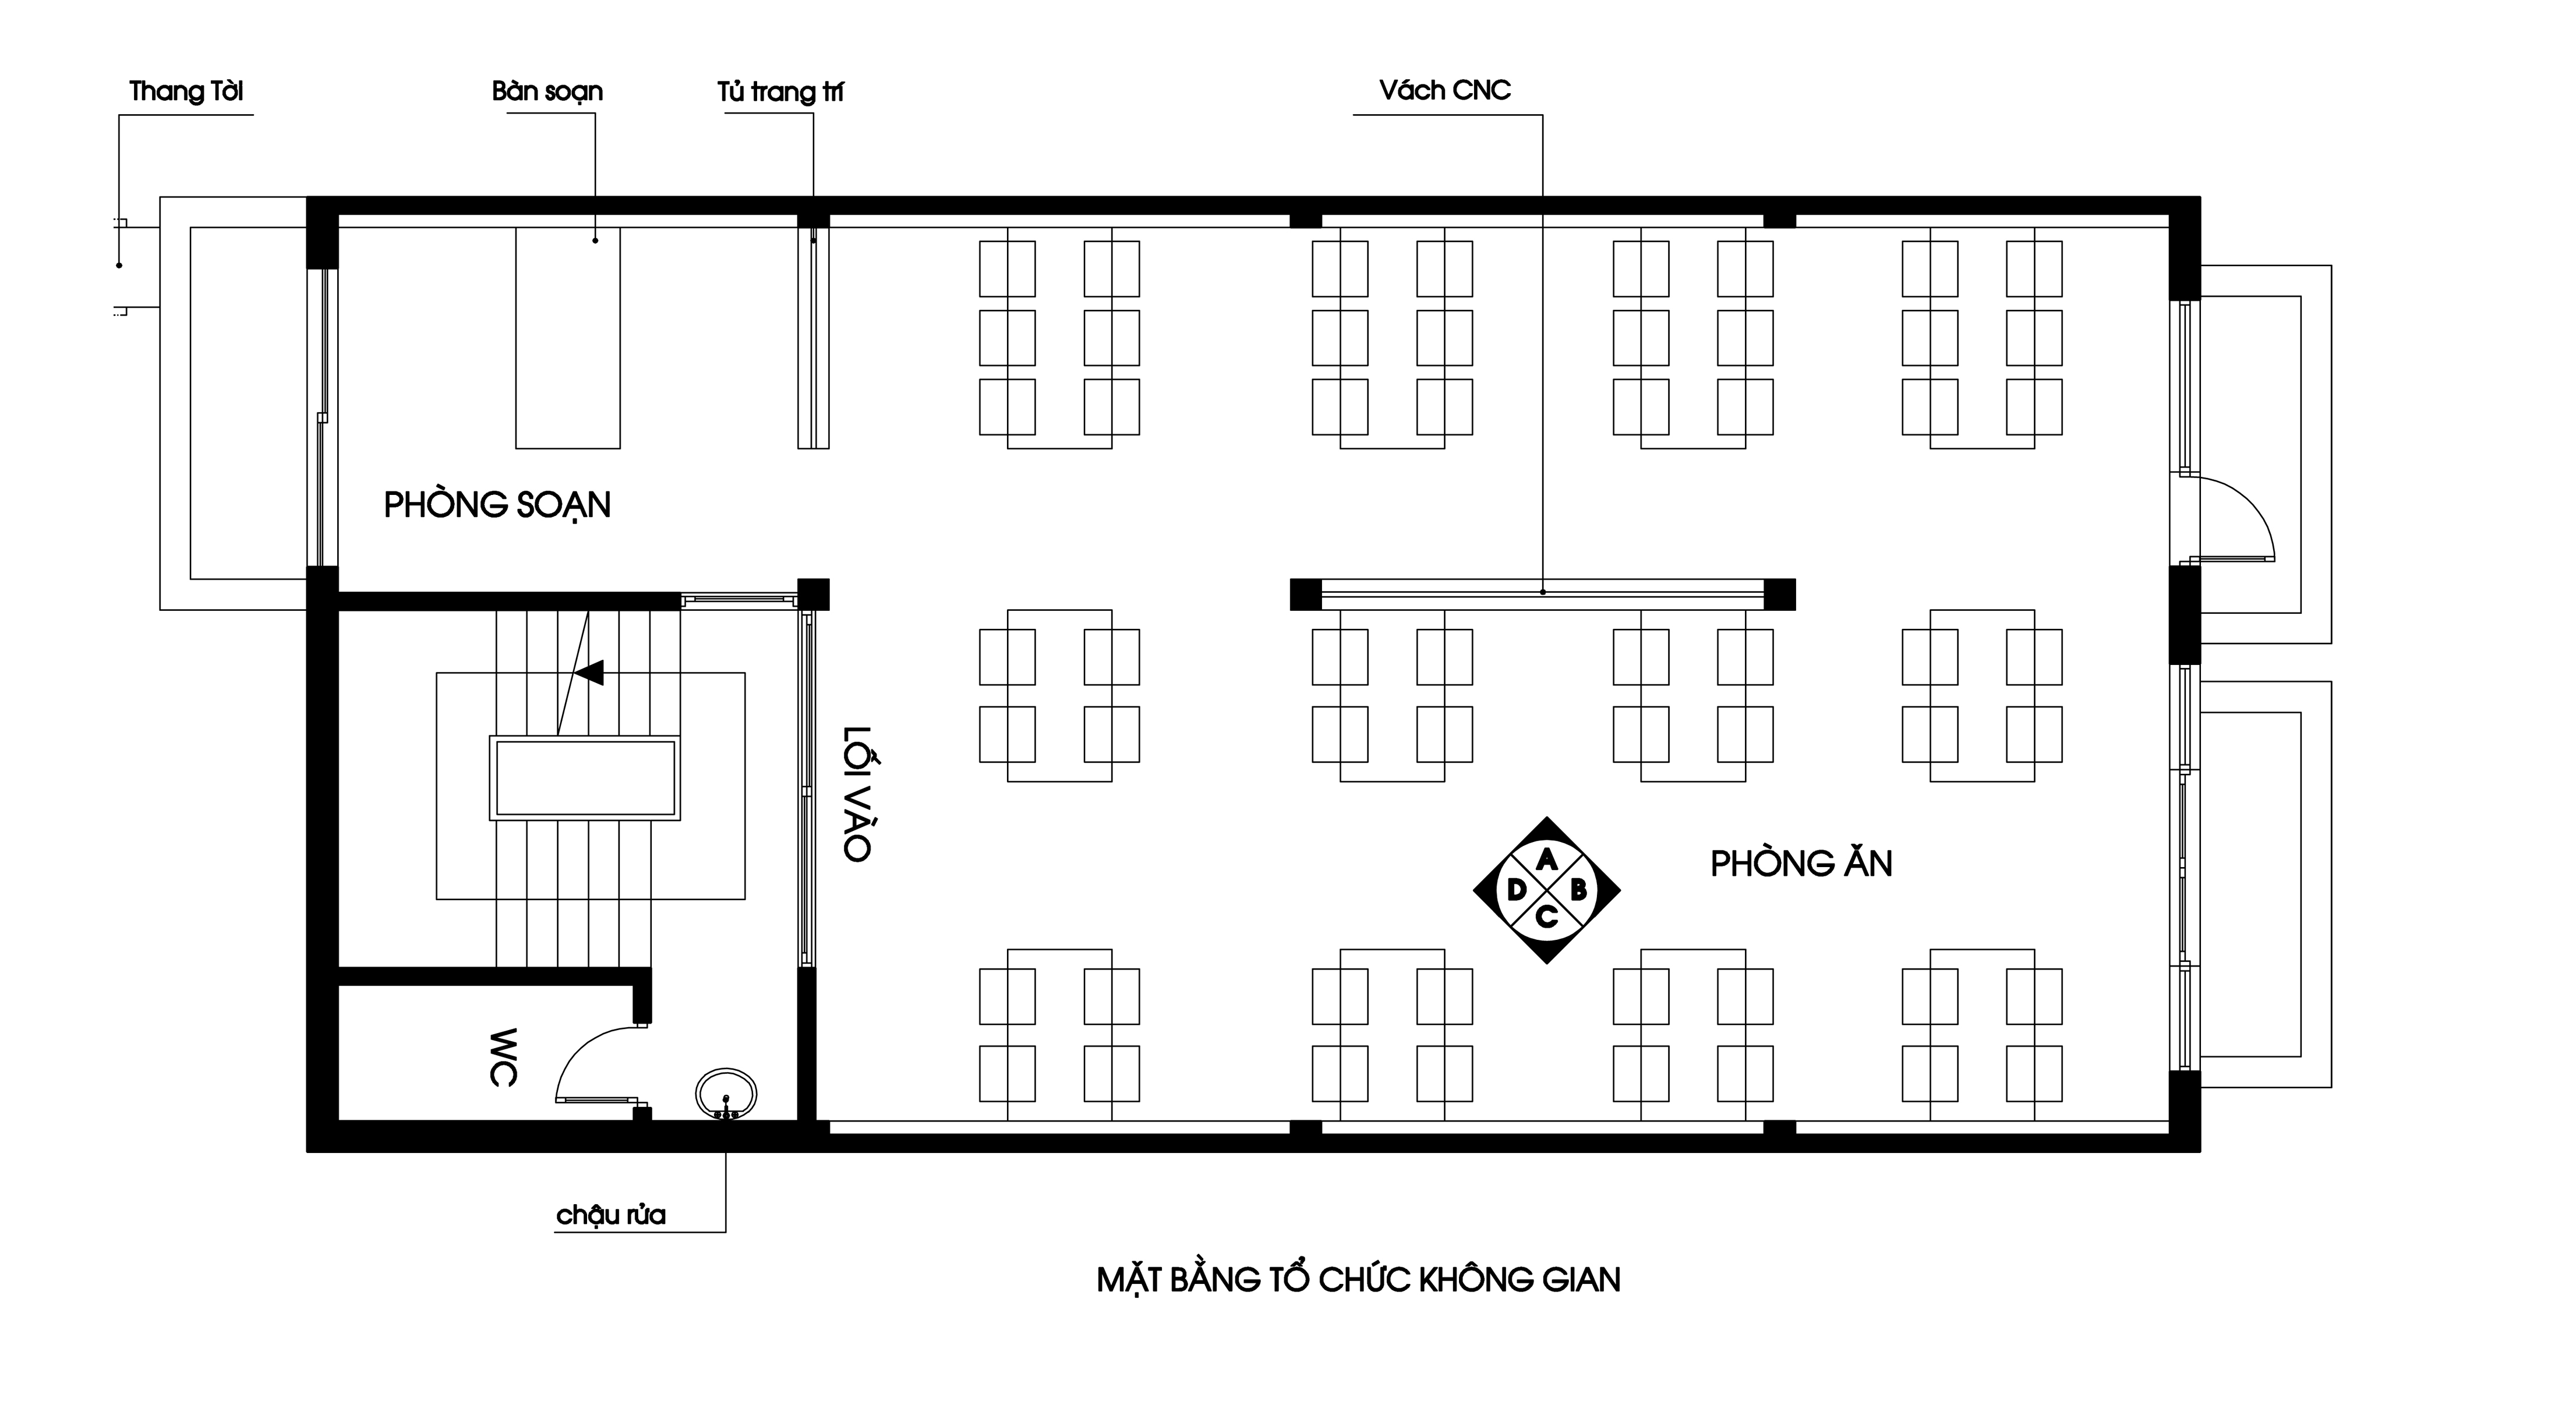 Thang Tời
Bàn soạn
Tủ trang trí
Vách CNC
PHÒNG SOẠN
LỐI VÀO
A
D B
C
PHÒNG ĂN
WC
chậu rửa
MẶT BẰNG TỔ CHỨC KHÔNG GIAN